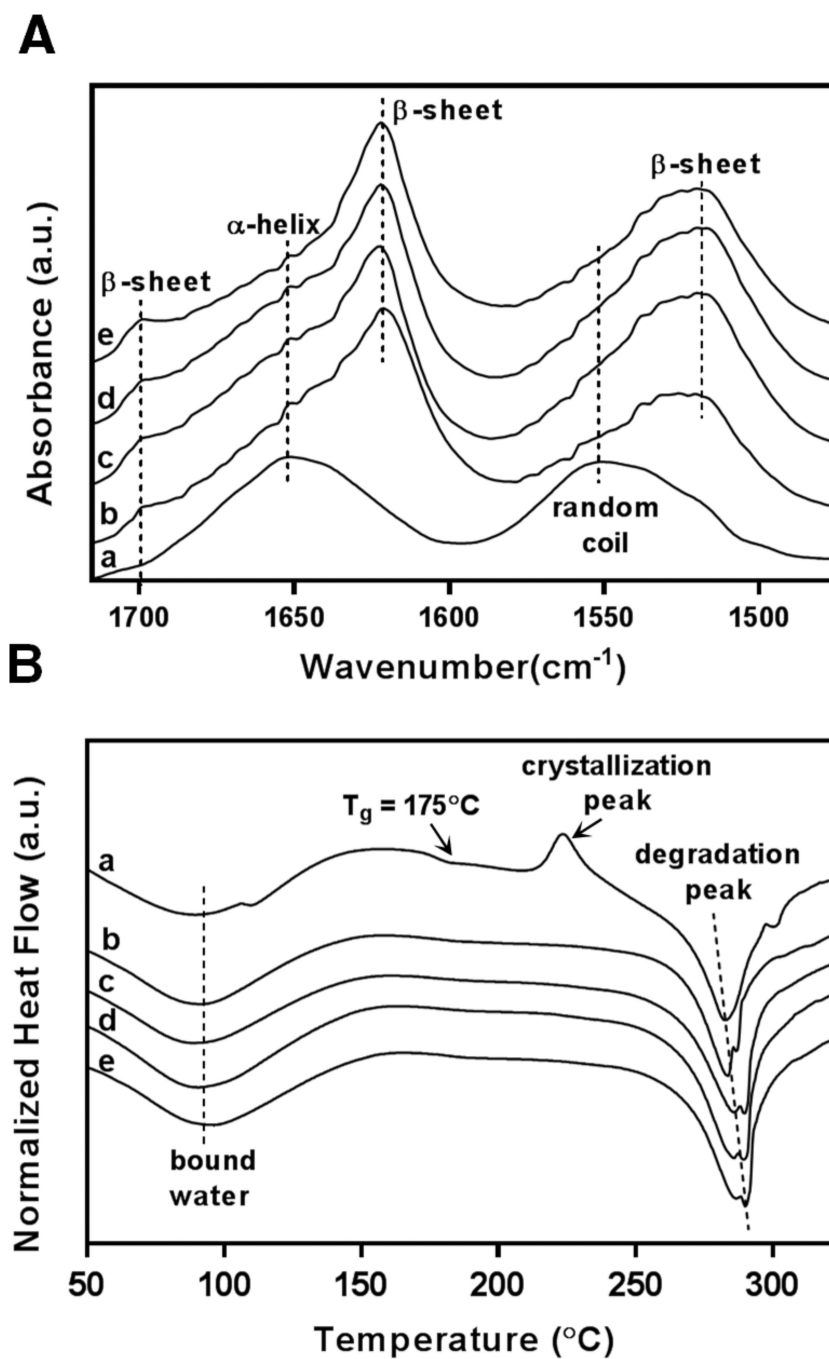 A
β-sheet
β-sheet
α-helix
β-sheet
e
d
c
b
a
random
coil
Absorbance (a.u.)
1700 1650 1600 1550 1500
Wavenumber(cm⁻¹)
B
crystallization
peak
Tg = 175°C
degradation
peak
a
b
c
d
e
bound
water
Normalized Heat Flow (a.u.)
50 100 150 200 250 300
Temperature (°C)